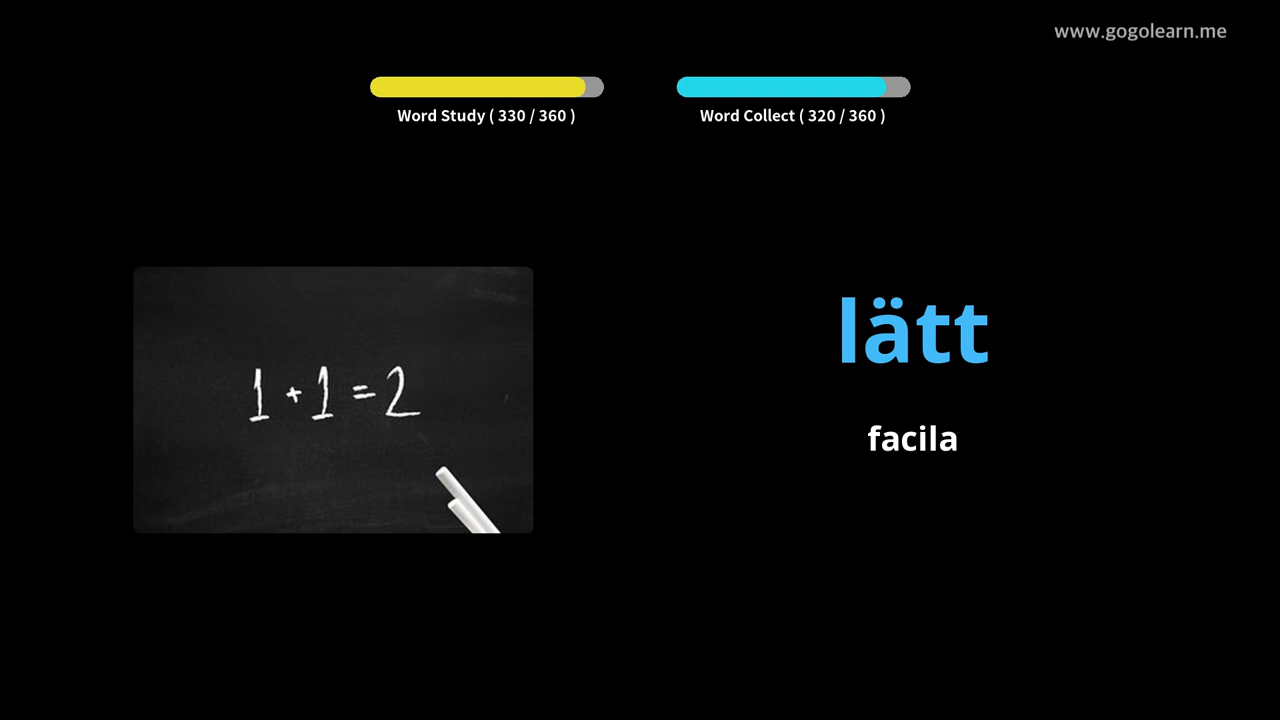 www.gogolearn.me
Word Study ( 330 / 360 )
Word Collect ( 320 / 360 )
1 + 1 = 2
lätt
facila